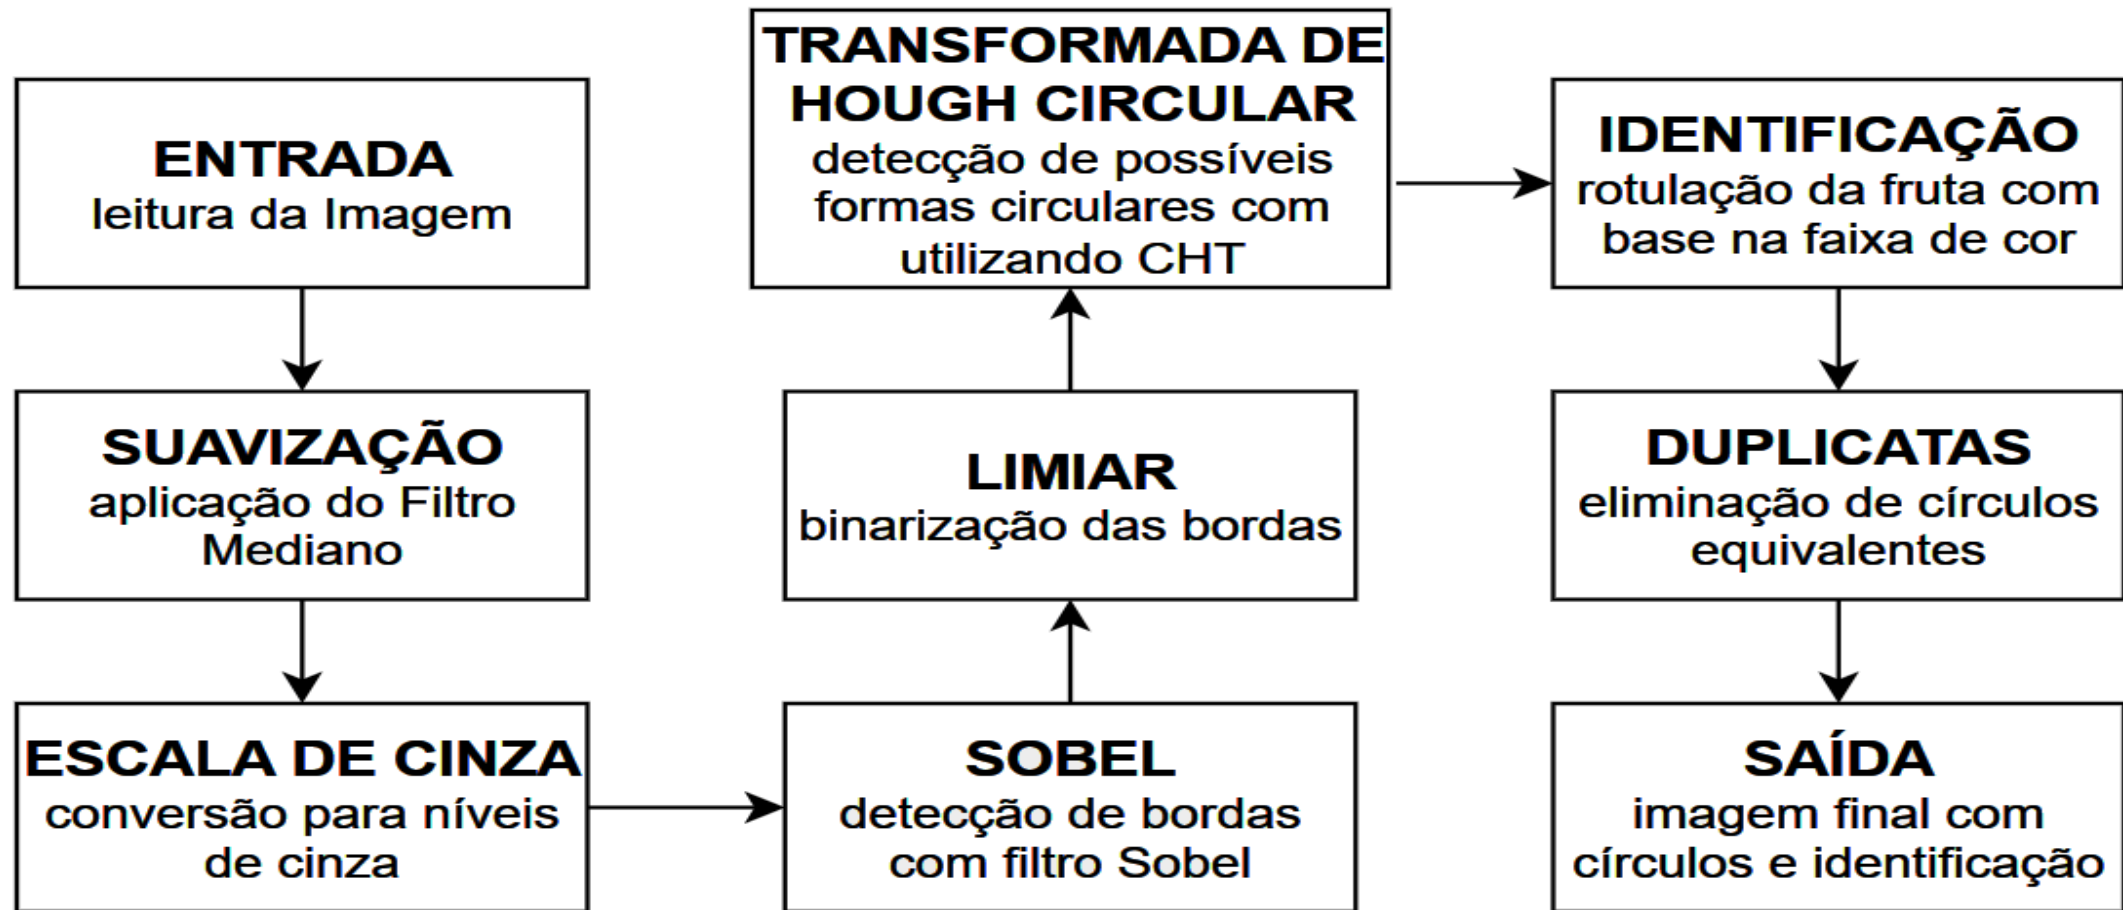 ENTRADA
leitura da Imagem
SUAVIZAÇÃO
aplicação do Filtro
Mediano
ESCALA DE CINZA
conversão para níveis
de cinza
SOBEL
detecção de bordas
com filtro Sobel
LIMIAR
binarização das bordas
TRANSFORMADA DE
HOUGH CIRCULAR
detecção de possíveis
formas circulares com
utilizando CHT
IDENTIFICAÇÃO
rotulação da fruta com
base na faixa de cor
DUPLICATAS
eliminação de círculos
equivalentes
SAÍDA
imagem final com
círculos e identificação